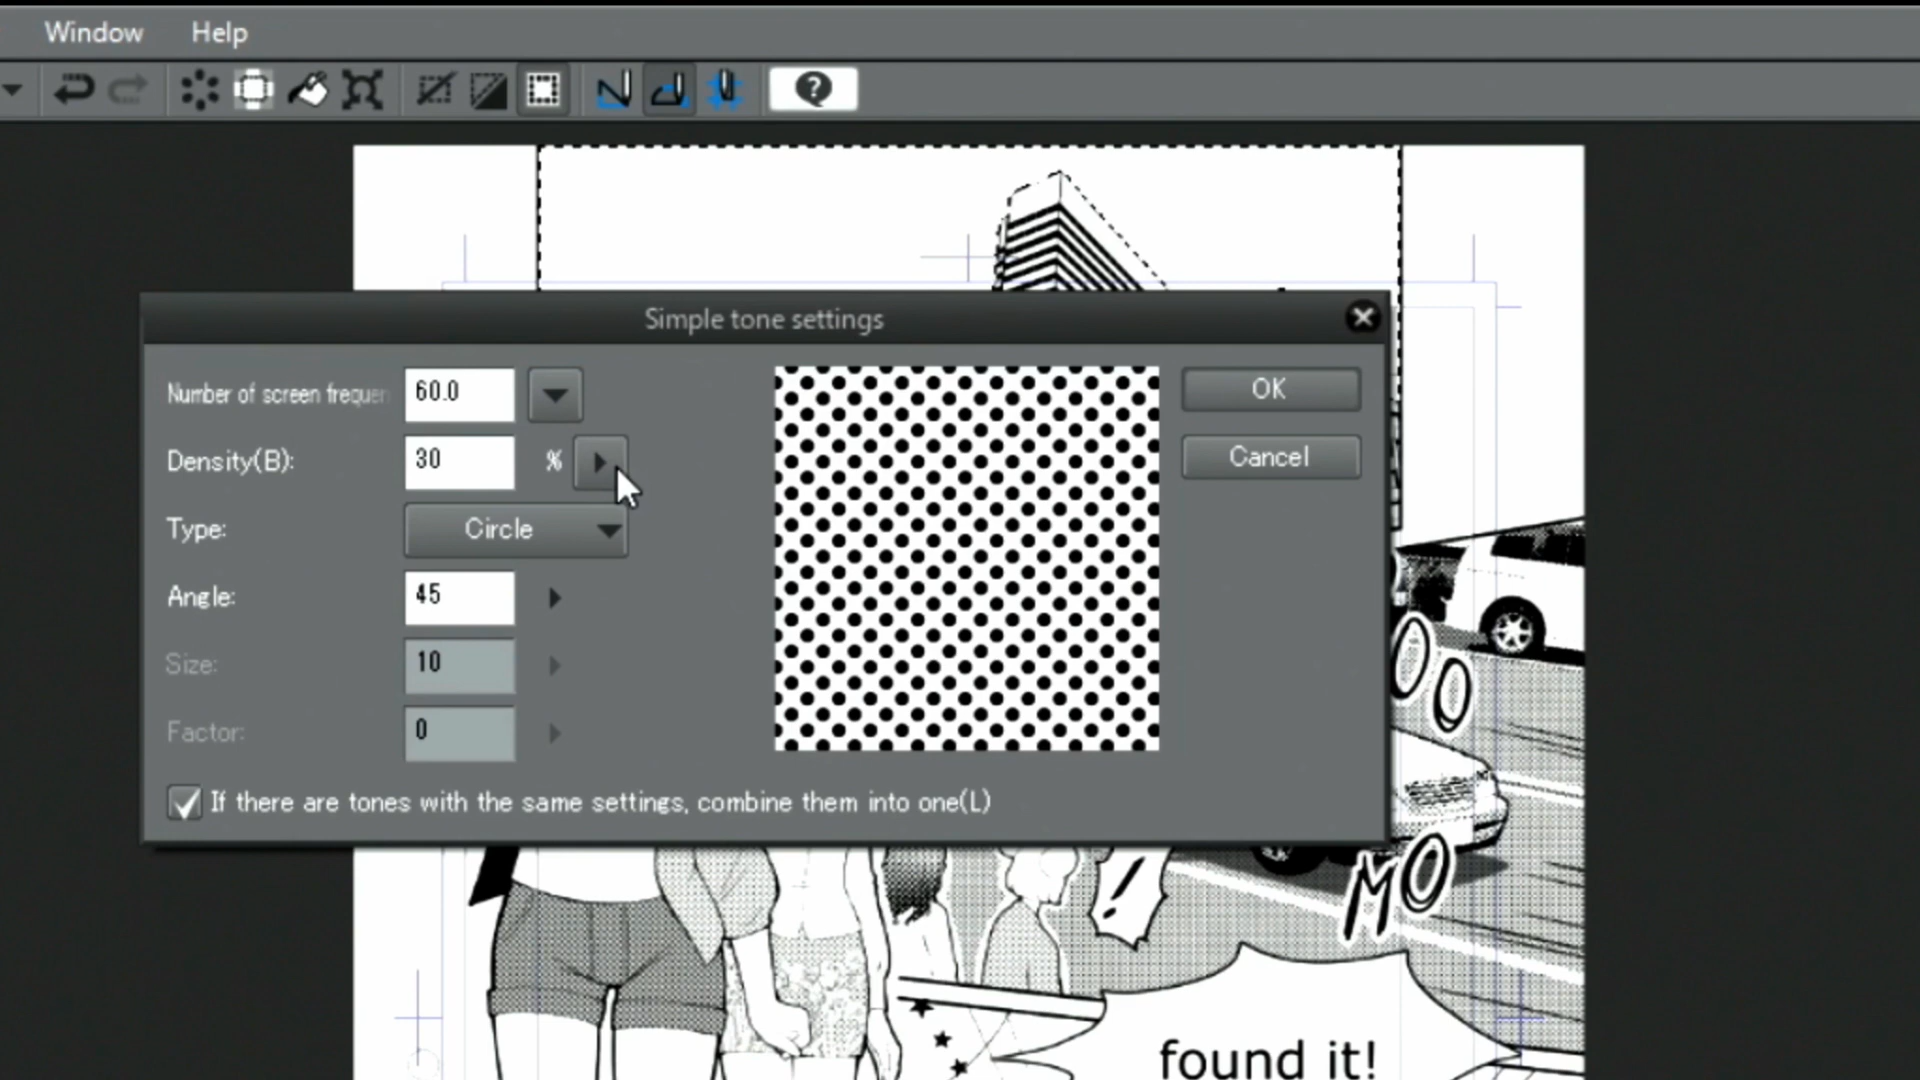 Window Help
Simple tone settings
Number of screen frequen 60.0
OK
Density(B): 30 %
Cancel
Type: Circle
Angle: 45
Size: 10
Factor: 0
If there are tones with the same settings, combine them into one(L)
OO
MO
!
found it!